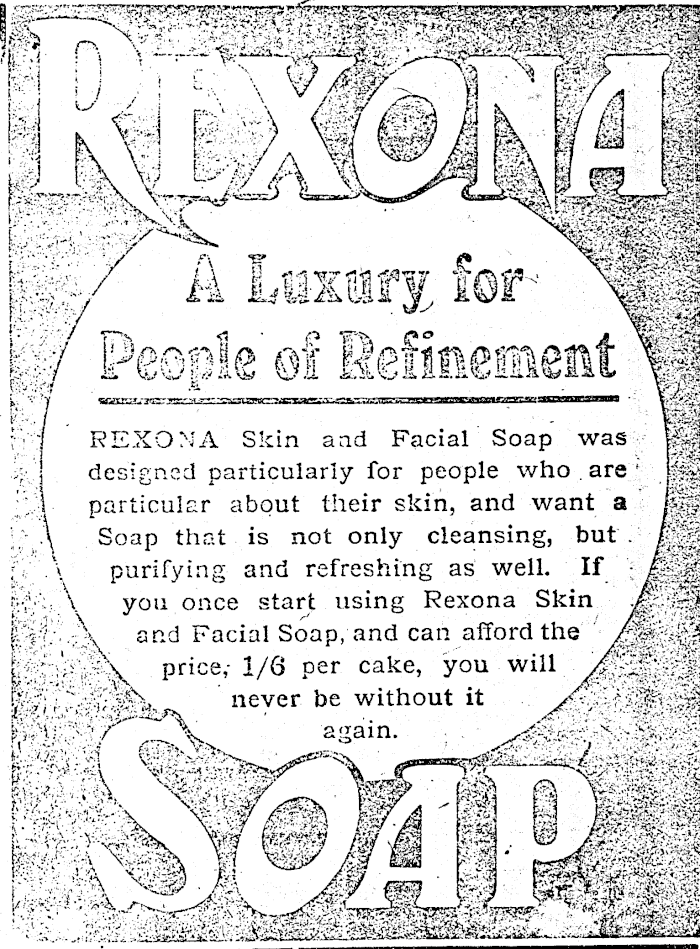 REXONA
A Luxury for
People of Refinement
REXONA Skin and Facial Soap was
designed particularly for people who are
particular about their skin, and want a
Soap that is not only cleansing, but
purifying and refreshing as well. If
you once start using Rexona Skin
and Facial Soap, and can afford the
price, 1/6 per cake, you will
never be without it
again.
SOAP